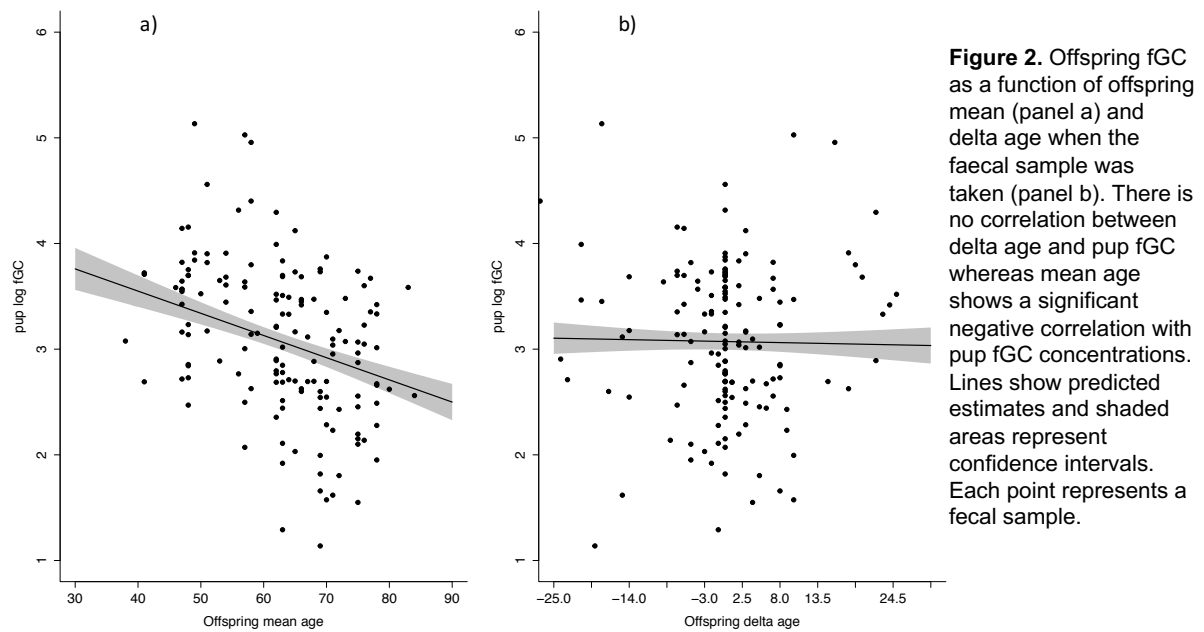 a)
6
5
4
3
2
1
pup log fGC
30 40 50 60 70 80 90
Offspring mean age
b)
6
5
4
3
2
1
pup log fGC
−25.0 −14.0 −3.0 2.5 8.0 13.5 24.5
Offspring delta age
Figure 2. Offspring fGC
as a function of offspring
mean (panel a) and
delta age when the
faecal sample was
taken (panel b). There is
no correlation between
delta age and pup fGC
whereas mean age
shows a significant
negative correlation with
pup fGC concentrations.
Lines show predicted
estimates and shaded
areas represent
confidence intervals.
Each point represents a
fecal sample.